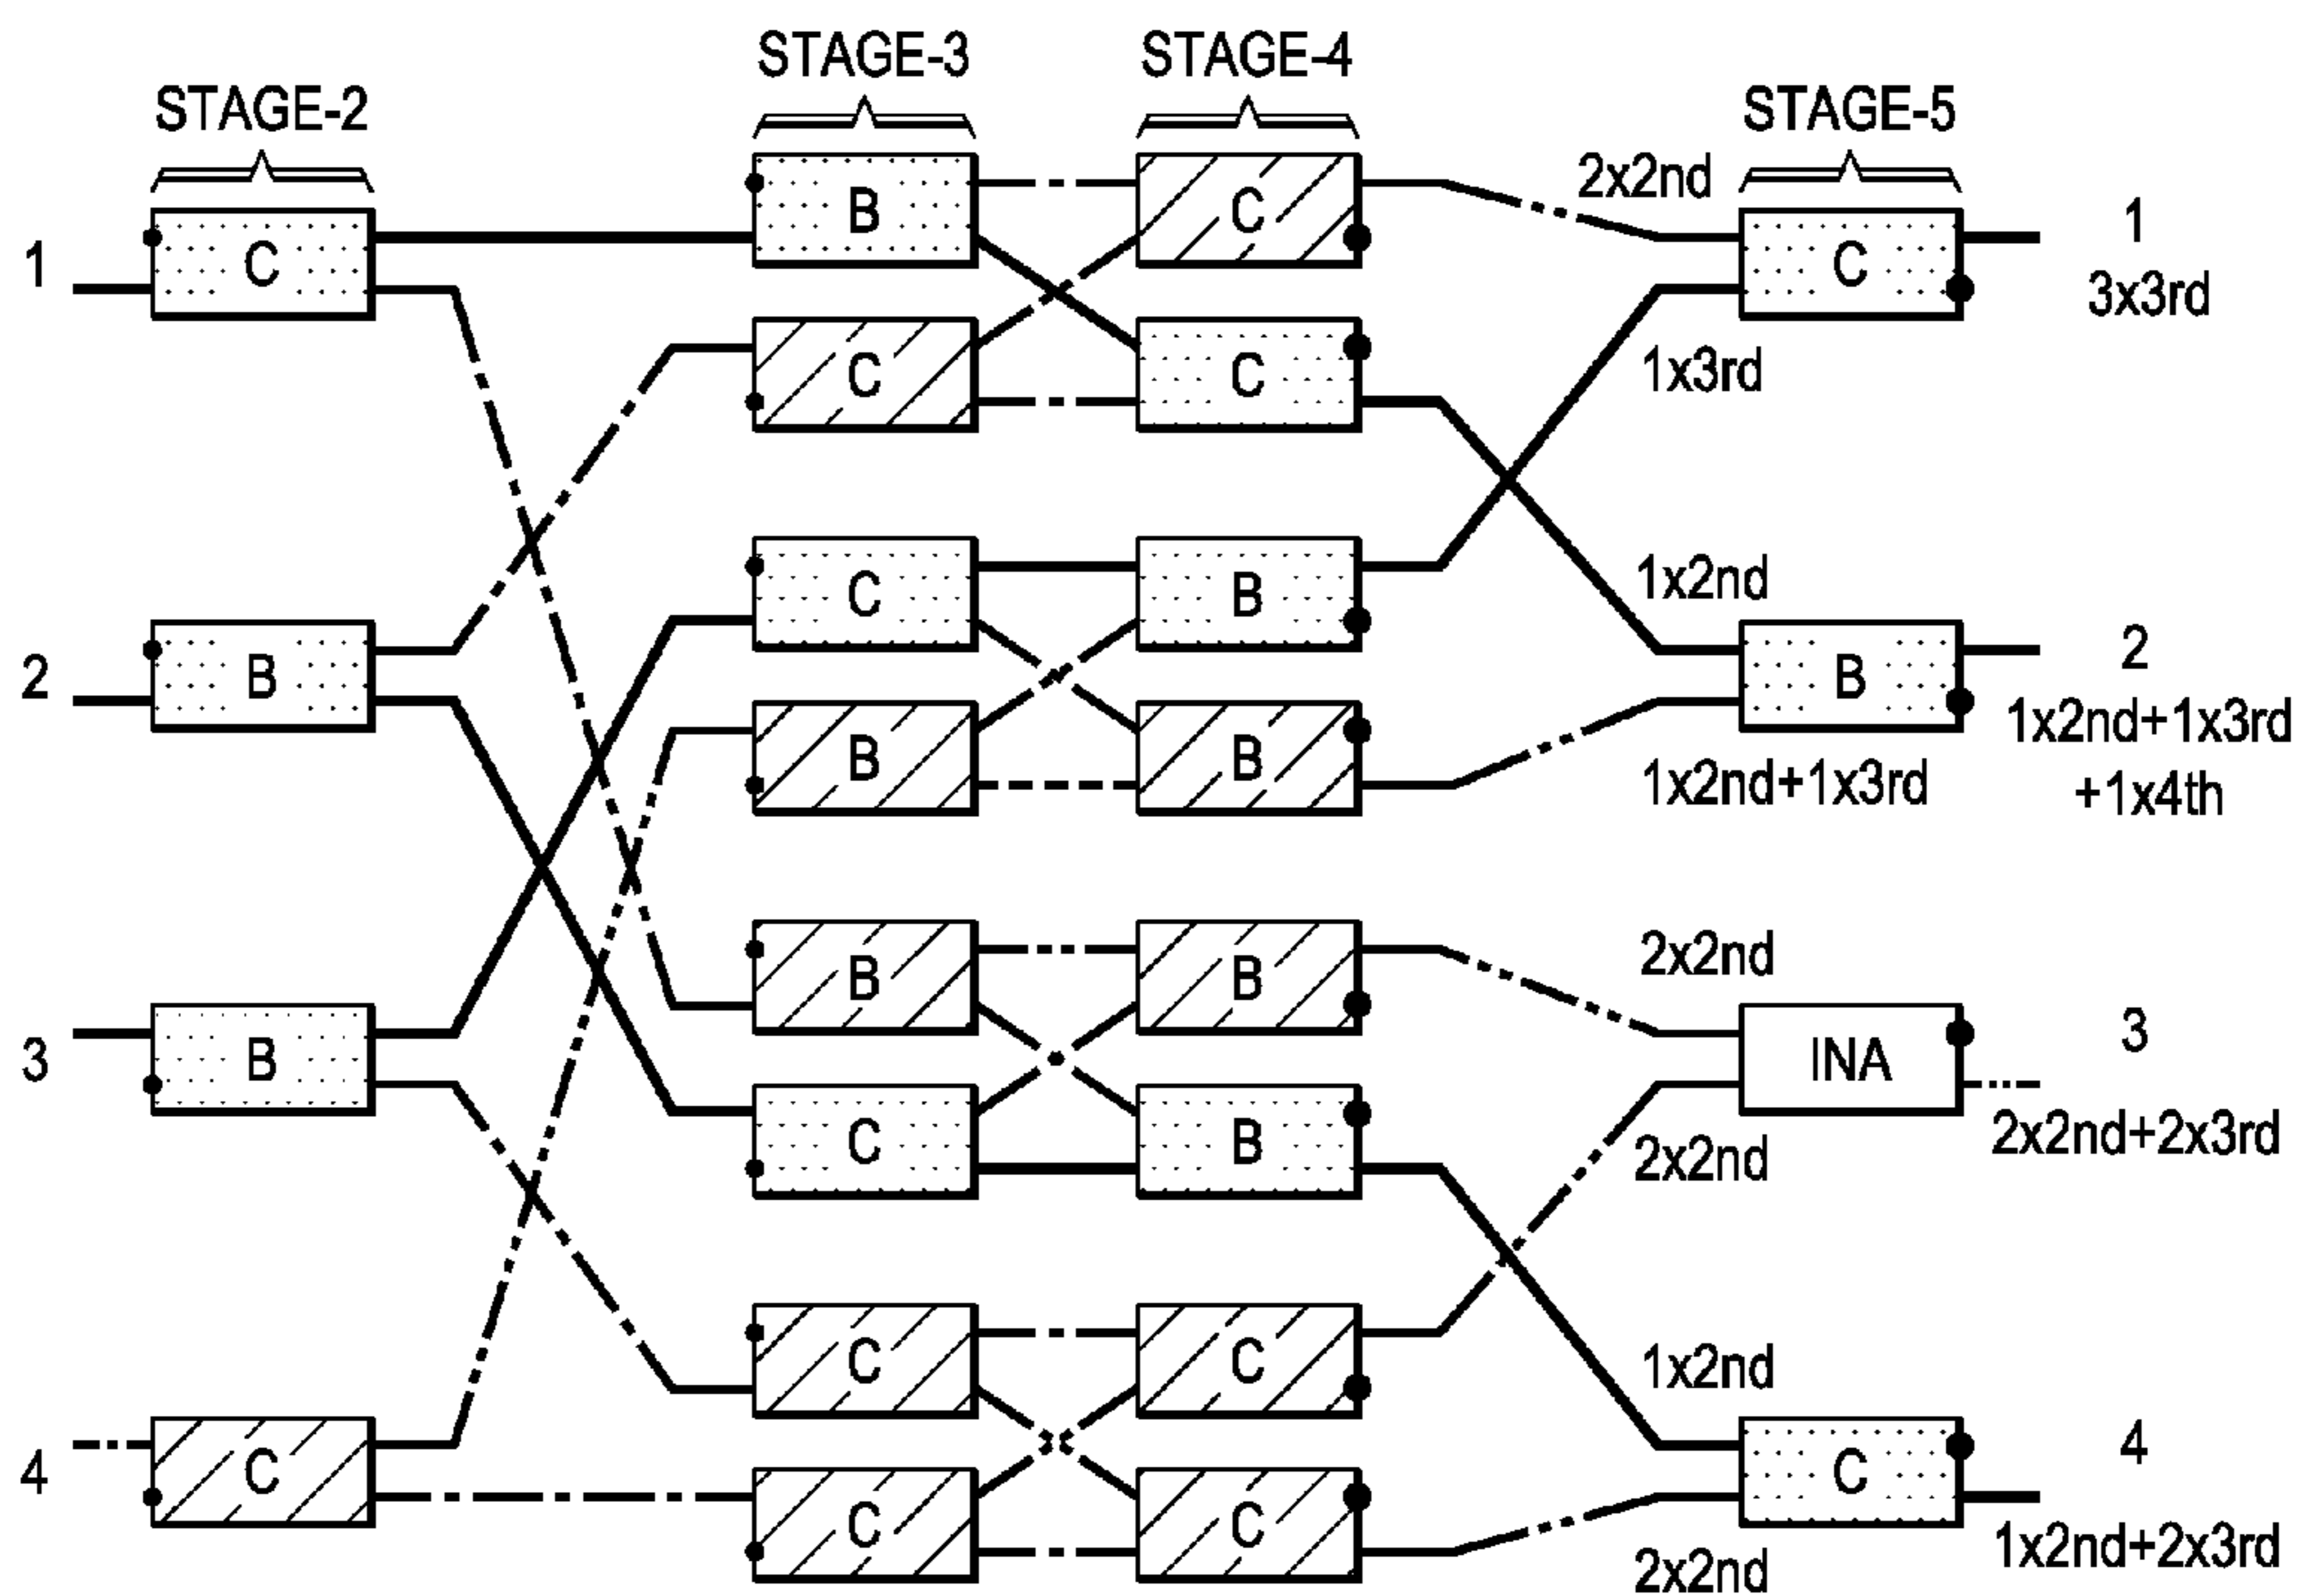 STAGE-3 STAGE-4
STAGE-2 STAGE-5
B C 2x2nd
1 C C 1
3x3rd
C C 1x3rd
C B 1x2nd
2 B B 2
B B 1x2nd+1x3rd
1x2nd+1x3rd +1x4th
B B 2x2nd
3 B INA 3
C B 2x2nd 2x2nd+2x3rd
C C 1x2nd
4 C C 4
C C 1x2nd+2x3rd
2x2nd